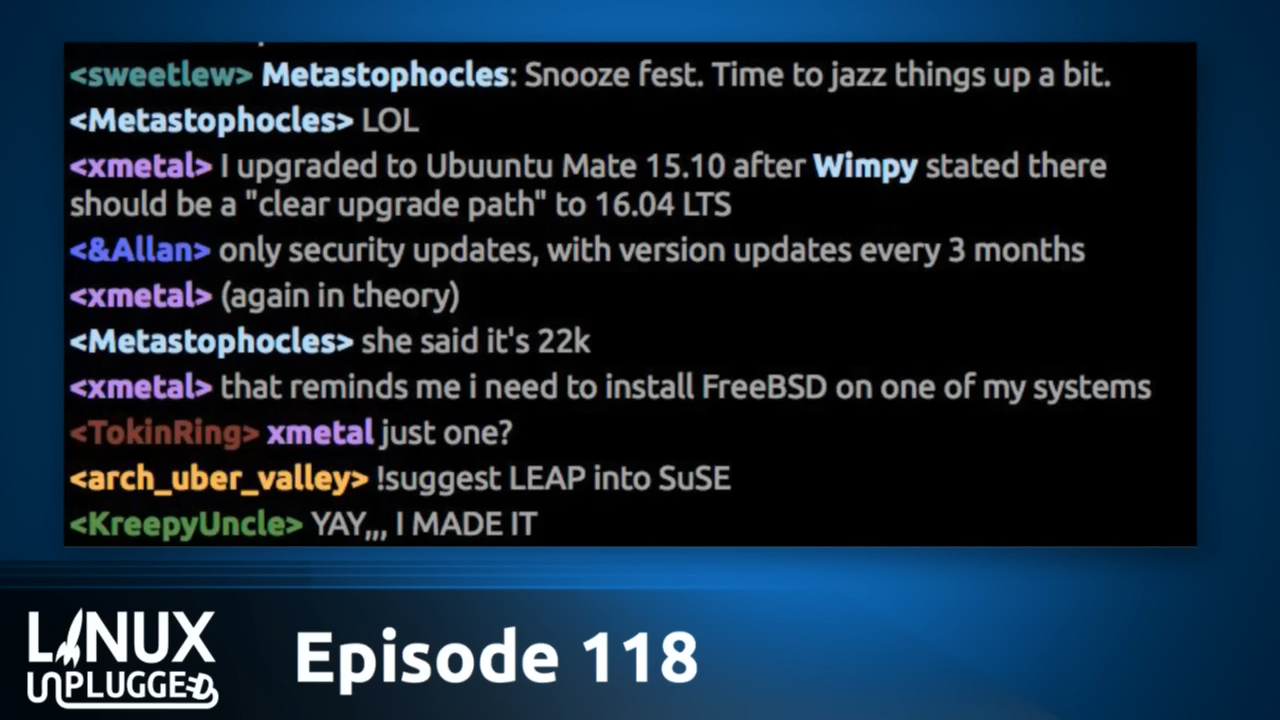 <sweetlew> Metastophocles: Snooze fest. Time to jazz things up a bit.
<Metastophocles> LOL
<xmetal> I upgraded to Ubuuntu Mate 15.10 after Wimpy stated there
should be a "clear upgrade path" to 16.04 LTS
<&Allan> only security updates, with version updates every 3 months
<xmetal> (again in theory)
<Metastophocles> she said it's 22k
<xmetal> that reminds me i need to install FreeBSD on one of my systems
<TokinRing> xmetal just one?
<arch_uber_valley> !suggest LEAP into SuSE
<KreepyUncle> YAY,,, I MADE IT
LINUX
UNPLUGGED
Episode 118